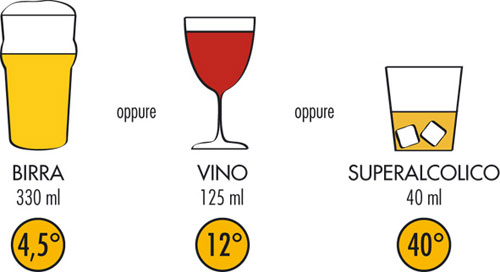 oppure
oppure
BIRRA
330 ml
4,5°
VINO
125 ml
12°
SUPERALCOLICO
40 ml
40°